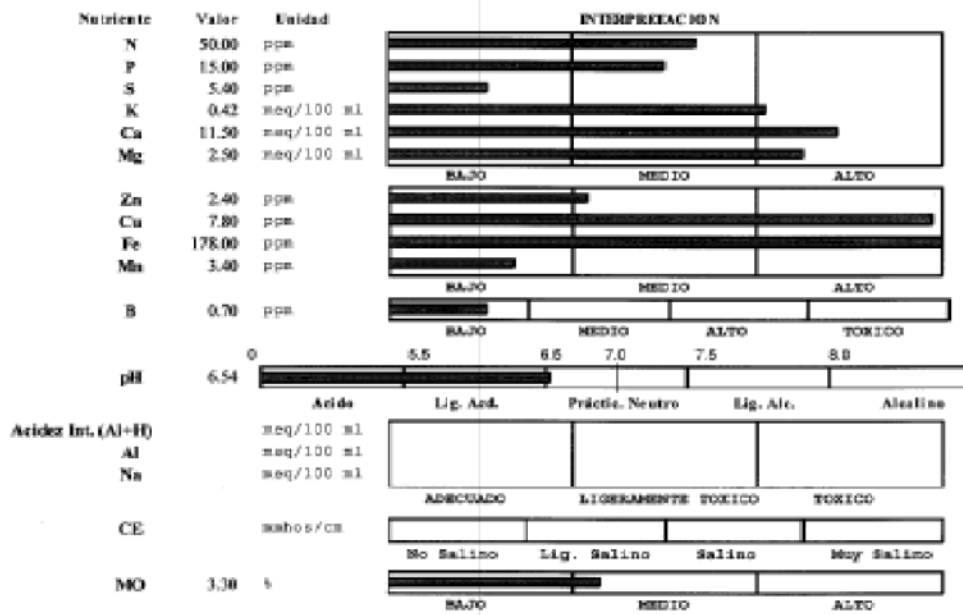 Nutriente Valor Unidad INTERPRETACION
N 50.00 ppm
P 15.00 ppm
S 5.40 ppm
K 0.42 meq/100 ml
Ca 11.50 meq/100 ml
Mg 2.50 meq/100 ml
BAJO MEDIO ALTO
Zn 2.40 ppm
Cu 7.80 ppm
Fe 178.00 ppm
Mn 3.40 ppm
BAJO MEDIO ALTO
B 0.70 ppm
BAJO MEDIO ALTO TOXICO
0 5.5 6.5 7.0 7.5 8.0
pH 6.54
Acido Lig. Acd. Práctic. Neutro Lig. Alc. Alcalino
Acidez Int. (Al+H) meq/100 ml
Al meq/100 ml
Na meq/100 ml
ADECUADO LIGERAMENTE TOXICO TOXICO
CE mmhos/cm
No Salino Lig. Salino Salino Muy Salino
MO 3.30 %
BAJO MEDIO ALTO